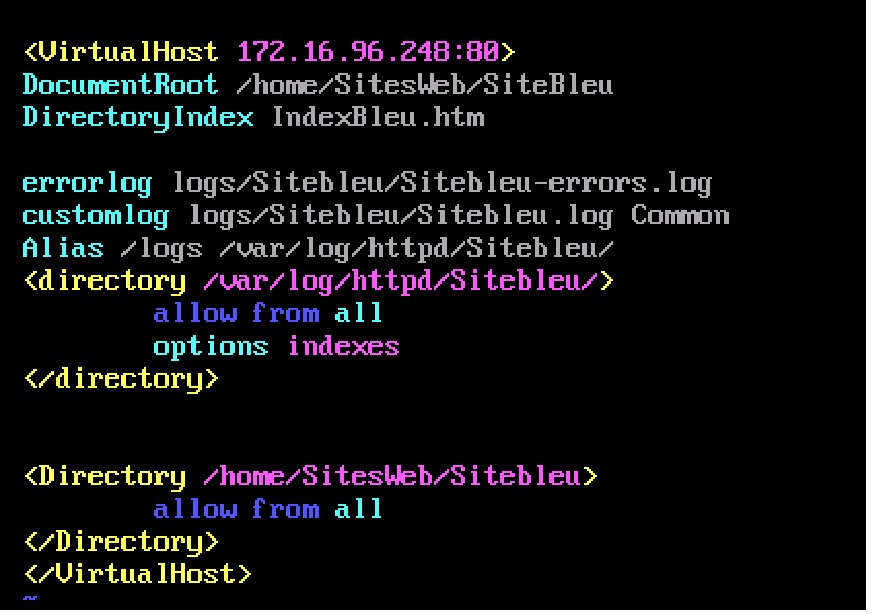 <VirtualHost 172.16.96.248:80>
DocumentRoot /home/SitesWeb/SiteBleu
DirectoryIndex IndexBleu.htm
errorlog logs/Sitebleu/Sitebleu-errors.log
customlog logs/Sitebleu/Sitebleu.log Common
Alias /logs /var/log/httpd/Sitebleu/
<directory /var/log/httpd/Sitebleu/>
allow from all
options indexes
</directory>
<Directory /home/SitesWeb/Sitebleu>
allow from all
</Directory>
</VirtualHost>
~